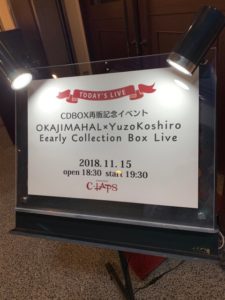 TODAY'S LIVE
CDBOX再販記念イベント
OKAJIMAHAL×YuzoKoshiro
Eearly Collection Box Live
2018.11.15
open 18:30 start 19:30
CLAPS